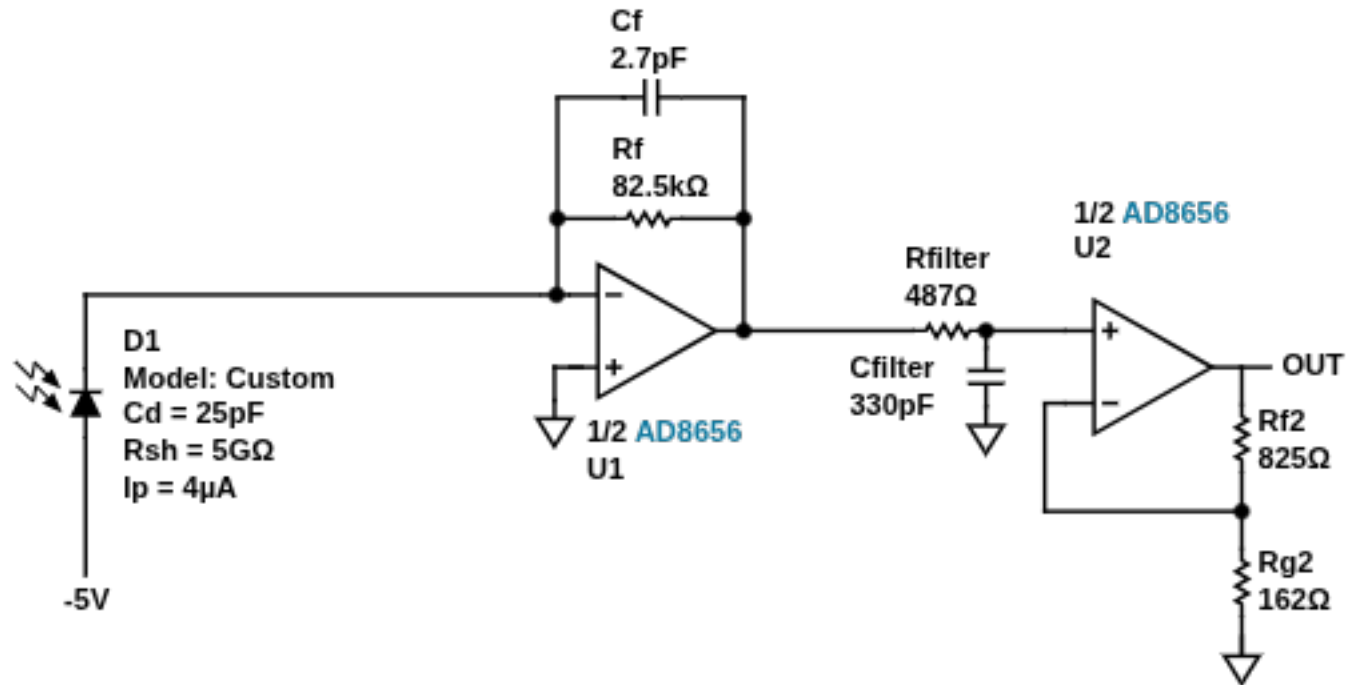 Cf
2.7pF
Rf
82.5kΩ
1/2 AD8656
U2
Rfilter
487Ω
D1
Model: Custom
Cd = 25pF
Rsh = 5GΩ
Ip = 4µA
-5V
−
+
1/2 AD8656
U1
Cfilter
330pF
+
−
OUT
Rf2
825Ω
Rg2
162Ω